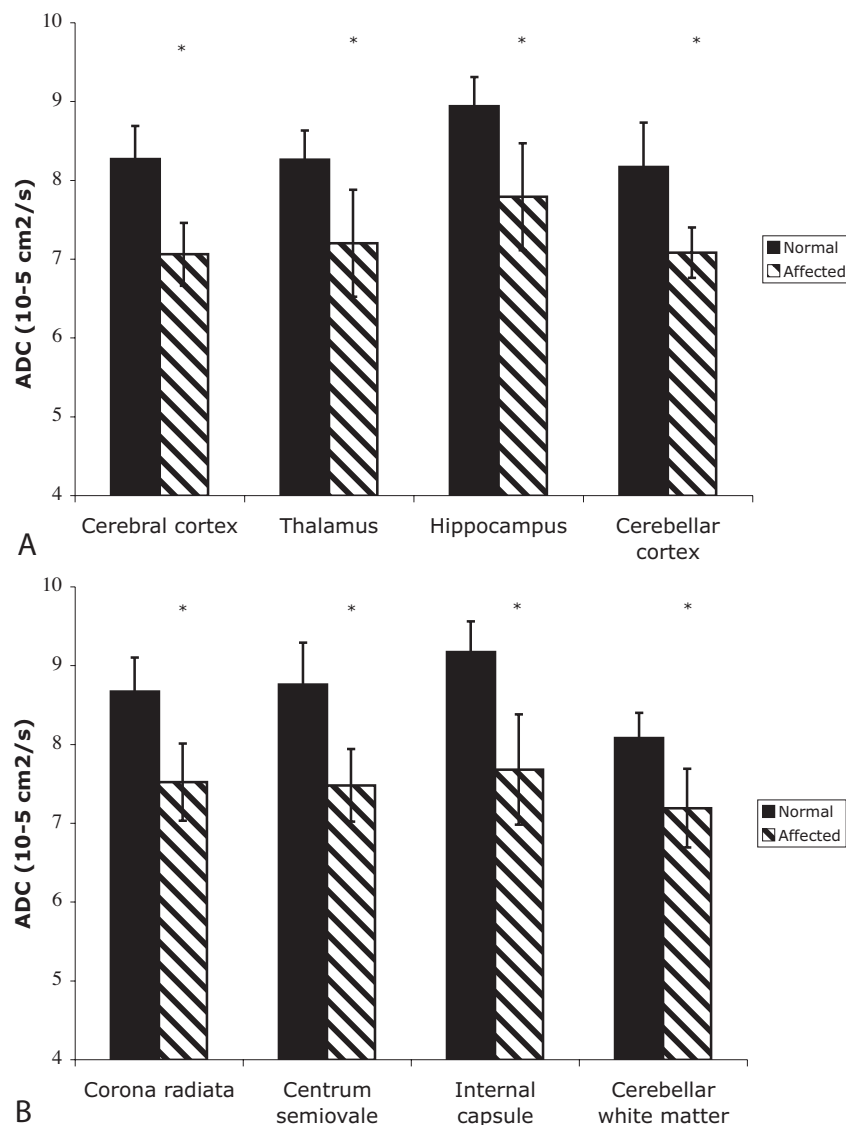 10
9
8
7
6
5
4
ADC (10-5 cm2/s)
*
*
*
*
Normal
Affected
Cerebral cortex
Thalamus
Hippocampus
Cerebellar
cortex
A
10
9
8
7
6
5
4
ADC (10-5 cm2/s)
*
*
*
*
Normal
Affected
Corona radiata
Centrum
semiovale
Internal
capsule
Cerebellar
white matter
B